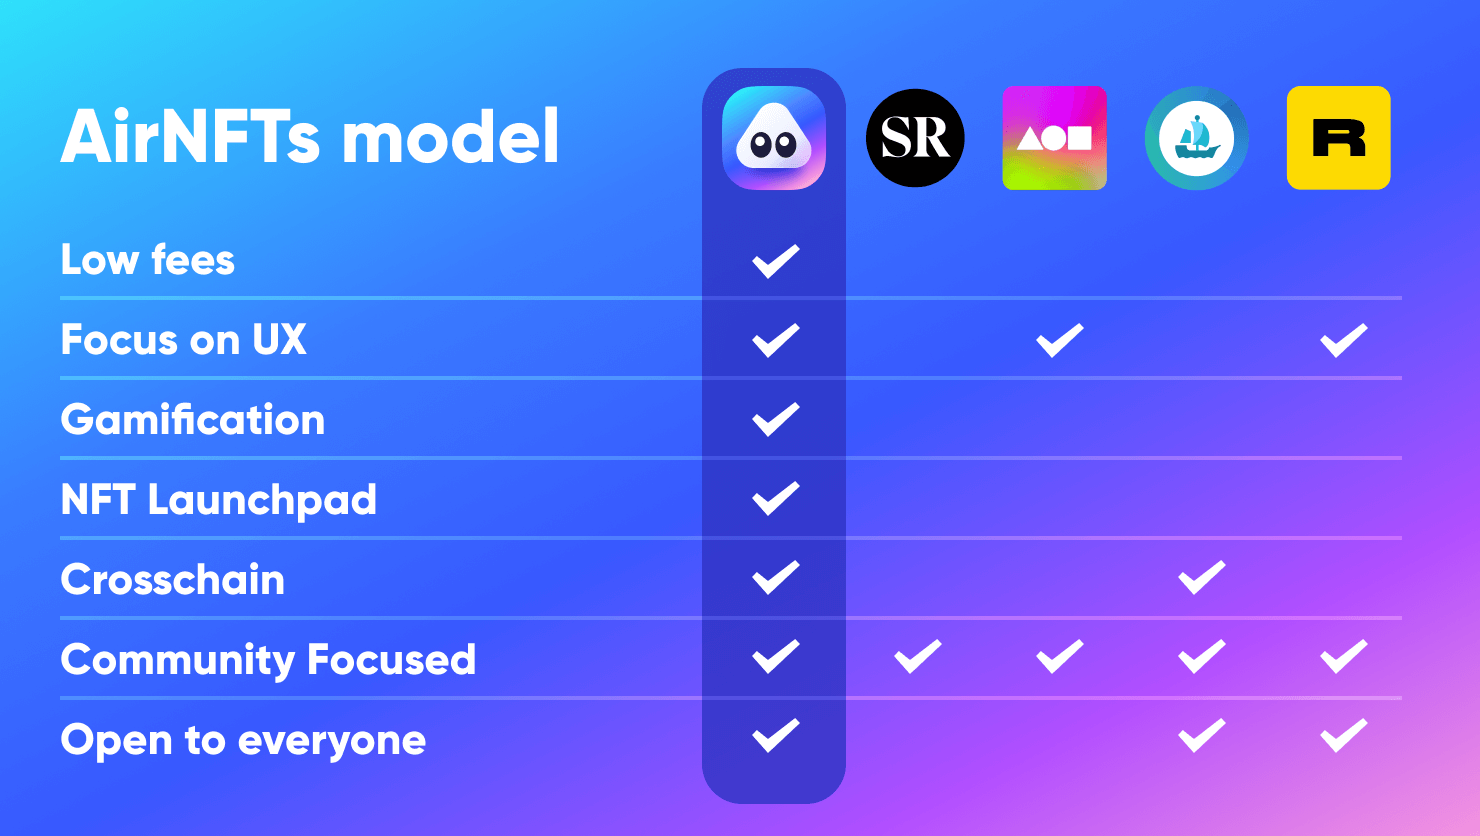 AirNFTs model
SR
R
Low fees
Focus on UX
Gamification
NFT Launchpad
Crosschain
Community Focused
Open to everyone